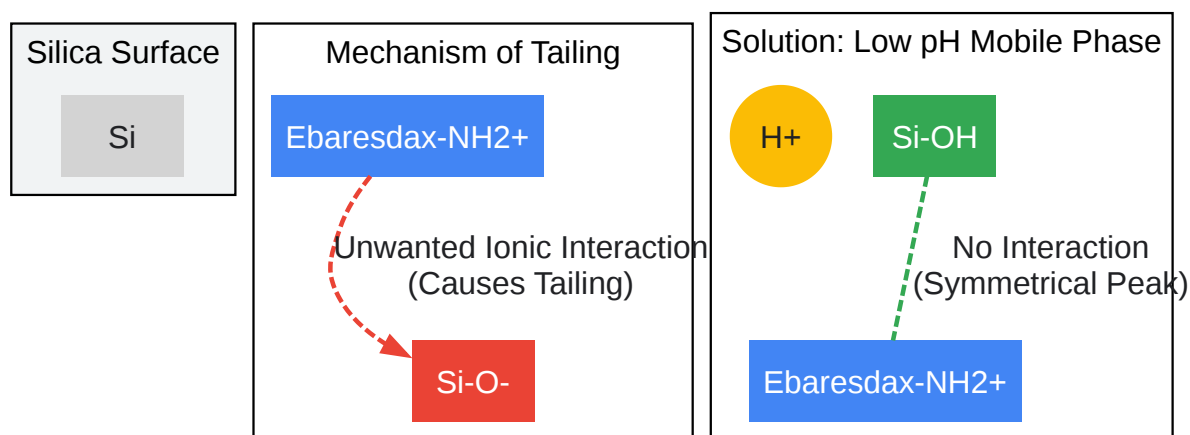 Silica Surface
Si
Mechanism of Tailing
Ebaresdax-NH2+
Unwanted Ionic Interaction
(Causes Tailing)
Si-O-
Solution: Low pH Mobile Phase
H+
Si-OH
No Interaction
(Symmetrical Peak)
Ebaresdax-NH2+